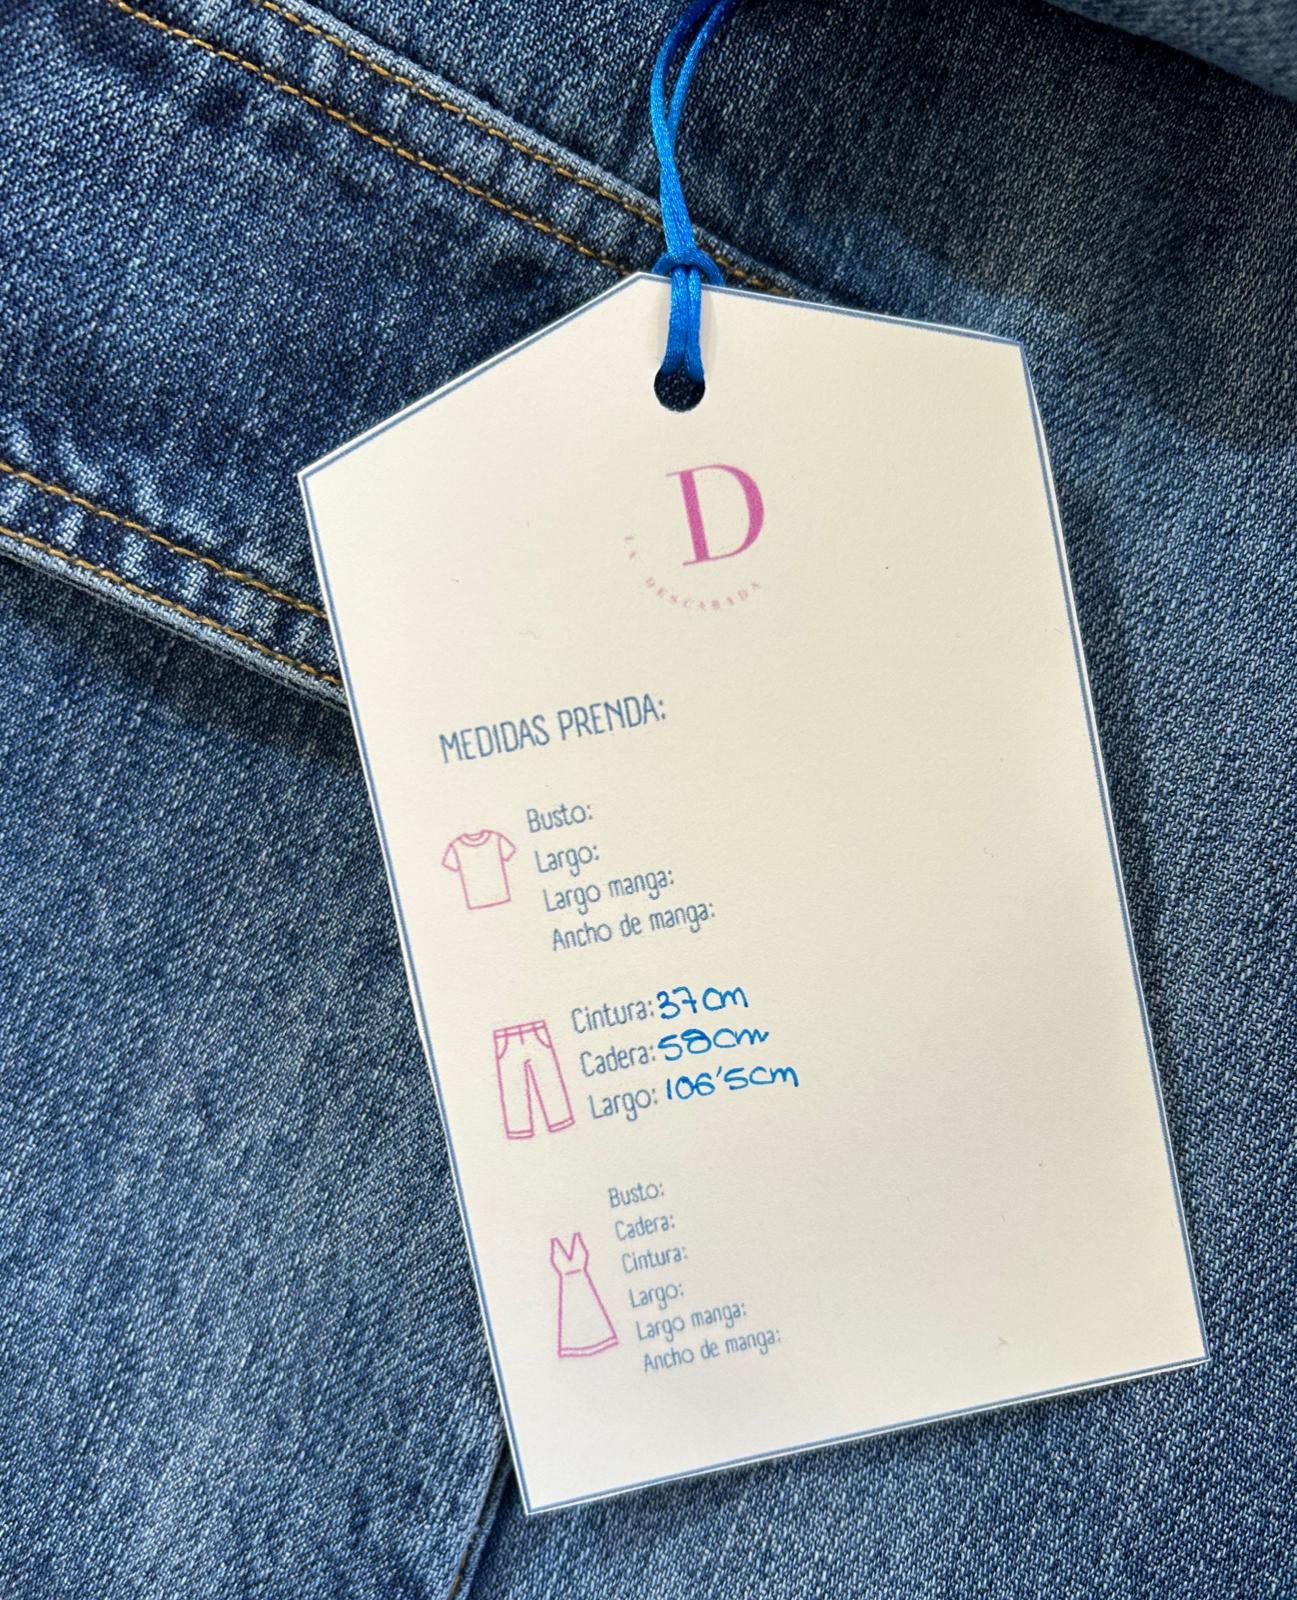 D
LA DESCARADA
MEDIDAS PRENDA:
Busto:
Largo:
Largo manga:
Ancho de manga:
Cintura: 37cm
Cadera: 58cm
Largo: 106'5cm
Busto:
Cadera:
Cintura:
Largo:
Largo manga:
Ancho de manga: